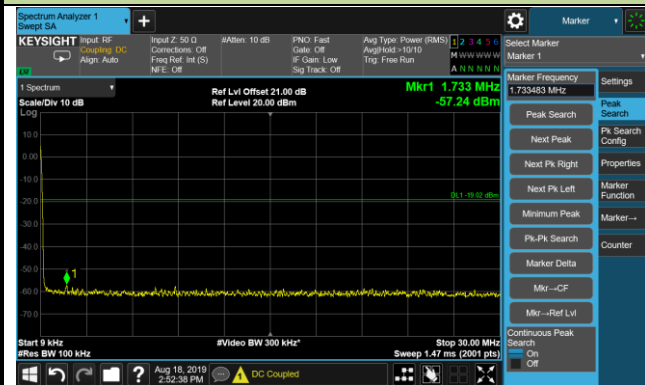 Spectrum Analyzer 1
Swept SA
+
Marker
KEYSIGHT
Input: RF
Coupling: DC
Align: Auto
Input Z: 50 Ω
Corrections: Off
Freq Ref: Int (S)
NFE: Off
#Atten: 10 dB
PNO: Fast
Gate: Off
IF Gain: Low
Sig Track: Off
Avg Type: Power (RMS)
Avg|Hold:>10/10
Trig: Free Run
1 2 3 4 5 6
M W W W W W
A N N N N N
Select Marker
Marker 1
1 Spectrum
Scale/Div 10 dB
Log
Ref Lvl Offset 21.00 dB
Ref Level 20.00 dBm
Mkr1 1.733 MHz
-57.24 dBm
Marker Frequency
1.733483 MHz
Peak Search
Next Peak
Next Pk Right
Next Pk Left
Minimum Peak
Pk-Pk Search
Marker Delta
Mkr→CF
Mkr→Ref Lvl
Continuous Peak
Search
On
Off
Settings
Peak
Search
Pk Search
Config
Properties
Marker
Function
Marker→
Counter
10.0
0.00
-10.0
-20.0
-30.0
-40.0
-50.0
-60.0
-70.0
DL1 -19.02 dBm
1
Start 9 kHz
#Res BW 100 kHz
#Video BW 300 kHz*
Stop 30.00 MHz
Sweep 1.47 ms (2001 pts)
?
Aug 18, 2019
2:52:38 PM
DC Coupled